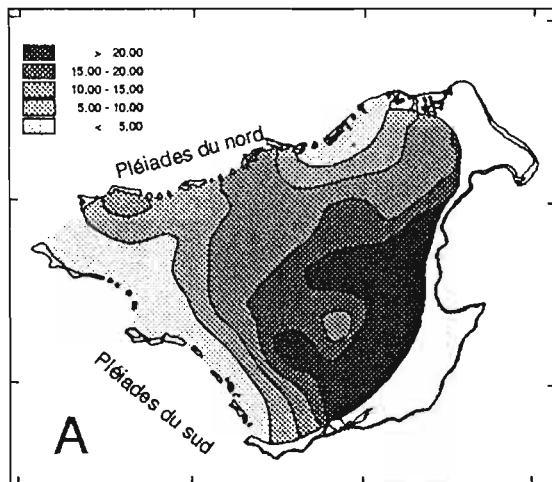 > 20.00
15.00 - 20.00
10.00 - 15.00
5.00 - 10.00
< 5.00
Pléiades du nord
Pléiades du sud
A